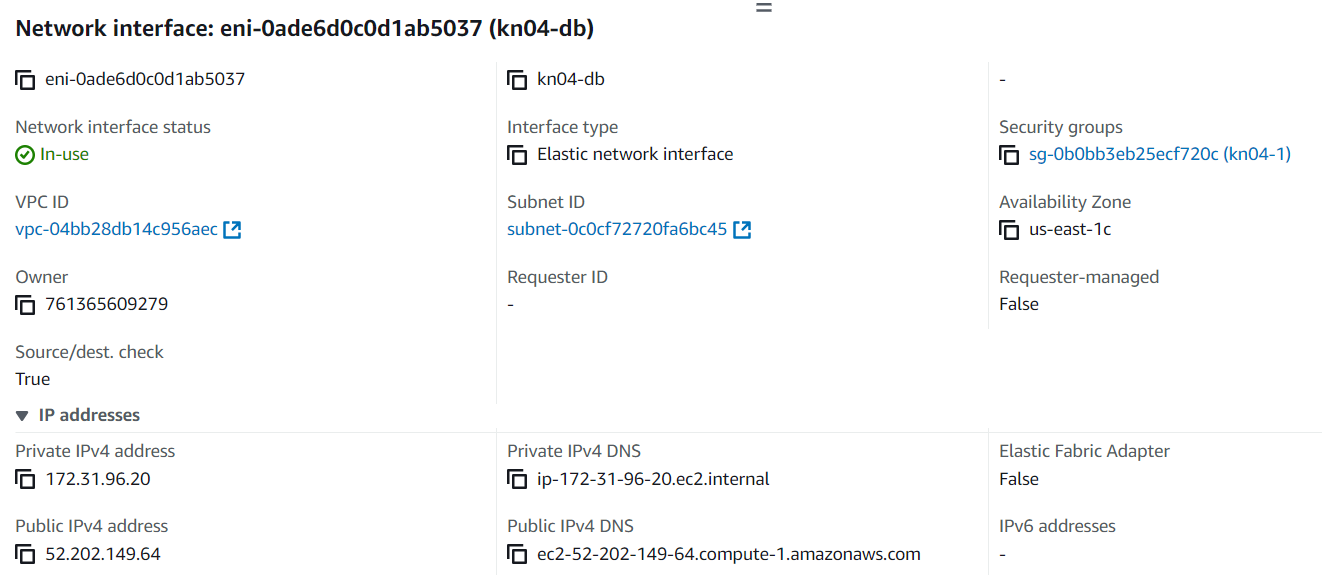 Network interface: eni-0ade6d0c0d1ab5037 (kn04-db)
eni-0ade6d0c0d1ab5037
kn04-db
-
Network interface status
In-use
Interface type
Elastic network interface
Security groups
sg-0b0bb3eb25ecf720c (kn04-1)
VPC ID
vpc-04bb28db14c956aec
Subnet ID
subnet-0c0cf72720fa6bc45
Availability Zone
us-east-1c
Owner
761365609279
Requester ID
-
Requester-managed
False
Source/dest. check
True
IP addresses
Private IPv4 address
172.31.96.20
Private IPv4 DNS
ip-172-31-96-20.ec2.internal
Elastic Fabric Adapter
False
Public IPv4 address
52.202.149.64
Public IPv4 DNS
ec2-52-202-149-64.compute-1.amazonaws.com
IPv6 addresses
-